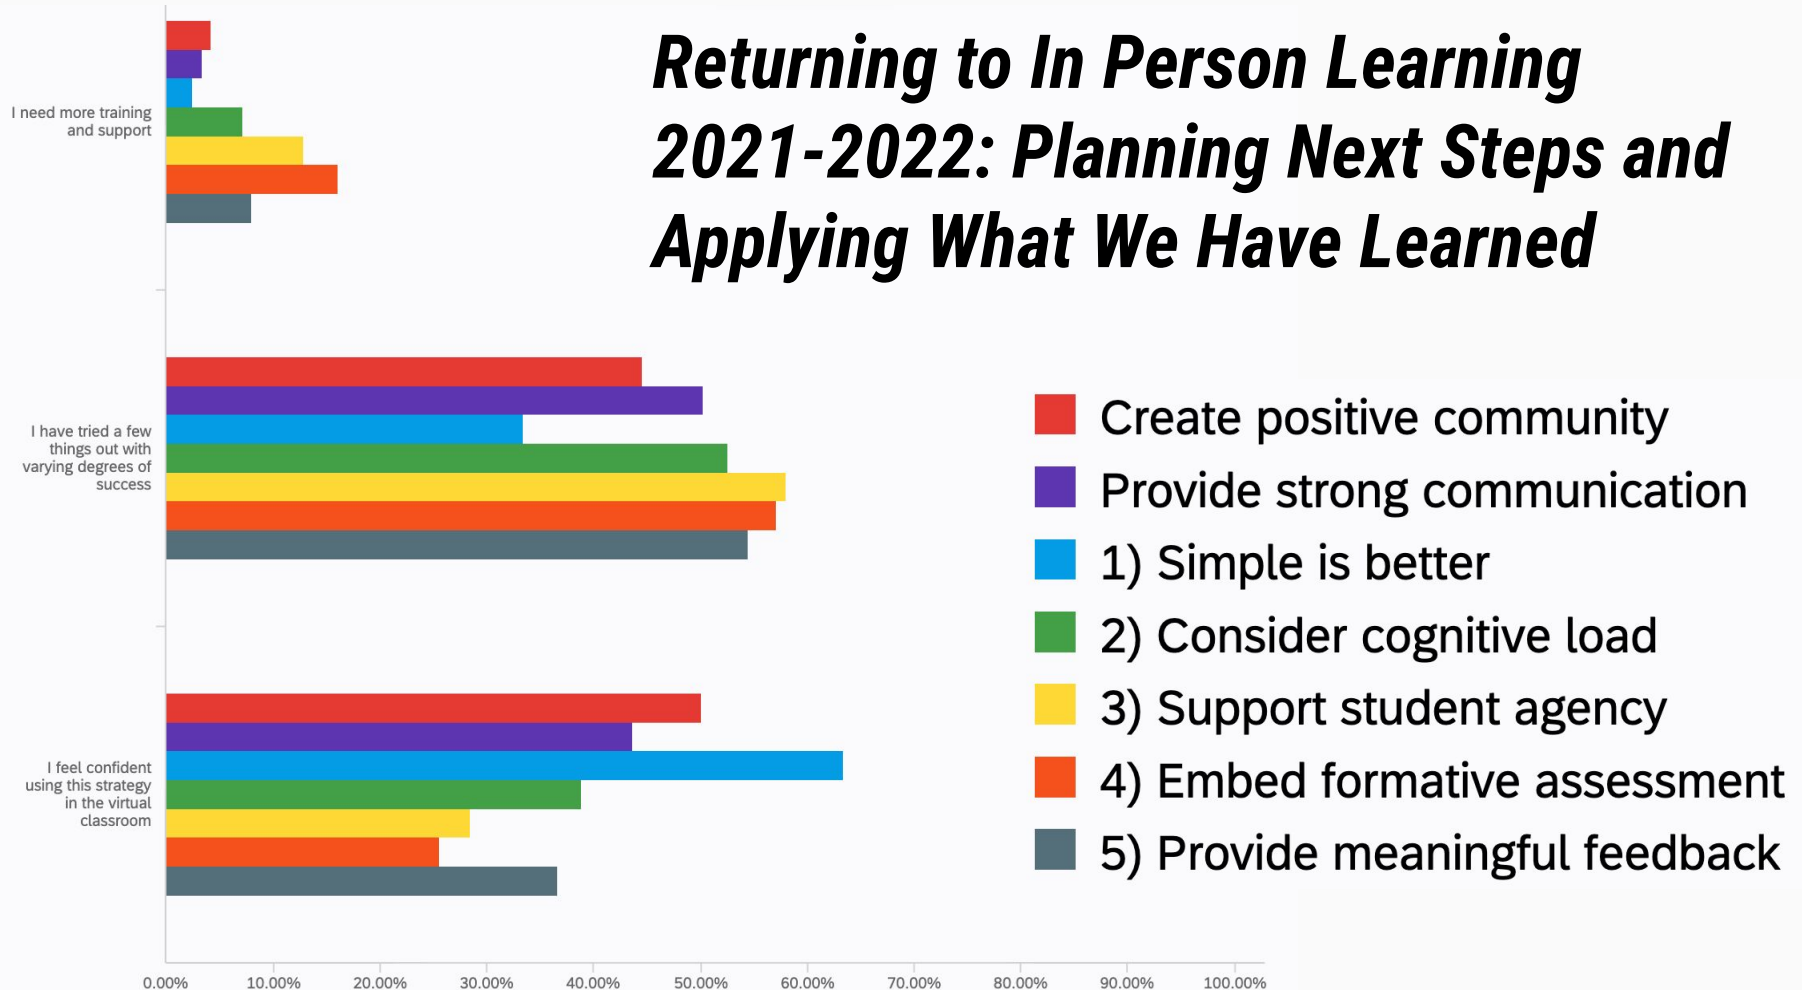 Returning to In Person Learning
2021-2022: Planning Next Steps and
Applying What We Have Learned
I need more training
and support
I have tried a few
things out with
varying degrees of
success
I feel confident
using this strategy
in the virtual
classroom
0.00% 10.00% 20.00% 30.00% 40.00% 50.00% 60.00% 70.00% 80.00% 90.00% 100.00%
Create positive community
Provide strong communication
1) Simple is better
2) Consider cognitive load
3) Support student agency
4) Embed formative assessment
5) Provide meaningful feedback